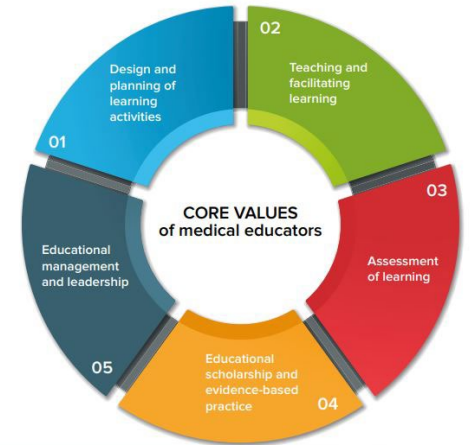 CORE VALUES
of medical educators
01
Design and
planning of
learning
activities
02
Teaching and
facilitating
learning
03
Assessment
of learning
04
Educational
scholarship and
evidence-based
practice
05
Educational
management
and leadership